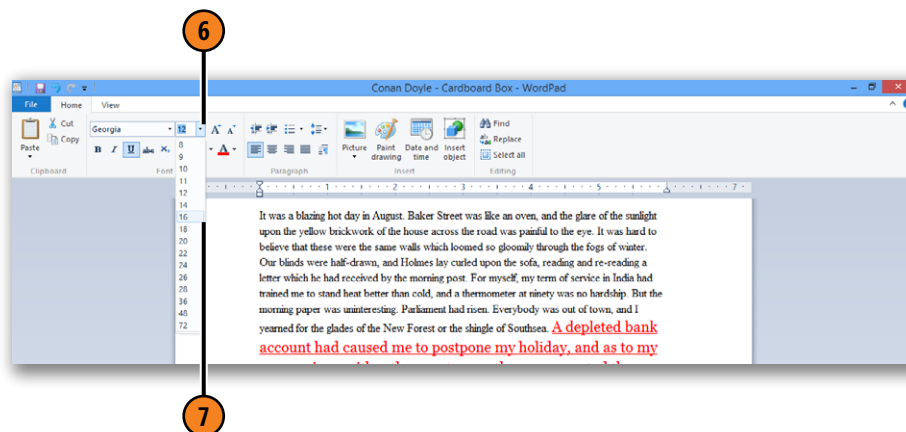 6
Conan Doyle - Cardboard Box - WordPad
File Home View
Paste
Cut
Copy
Clipboard
Georgia 12 A A
B I U abc X A
Font
Paragraph
Picture
Paint drawing
Date and time
Insert object
Insert
Find
Replace
Select all
Editing
8
9
10
11
12
14
16
18
20
22
24
26
28
36
48
72
1 2 3 4 5 7
It was a blazing hot day in August. Baker Street was like an oven, and the glare of the sunlight
upon the yellow brickwork of the house across the road was painful to the eye. It was hard to
believe that these were the same walls which loomed so gloomily through the fogs of winter.
Our blinds were half-drawn, and Holmes lay curled upon the sofa, reading and re-reading a
letter which he had received by the morning post. For myself, my term of service in India had
trained me to stand heat better than cold, and a thermometer at ninety was no hardship. But the
morning paper was uninteresting. Parliament had risen. Everybody was out of town, and I
yearned for the glades of the New Forest or the shingle of Southsea. A depleted bank
account had caused me to postpone my holiday, and as to my
7